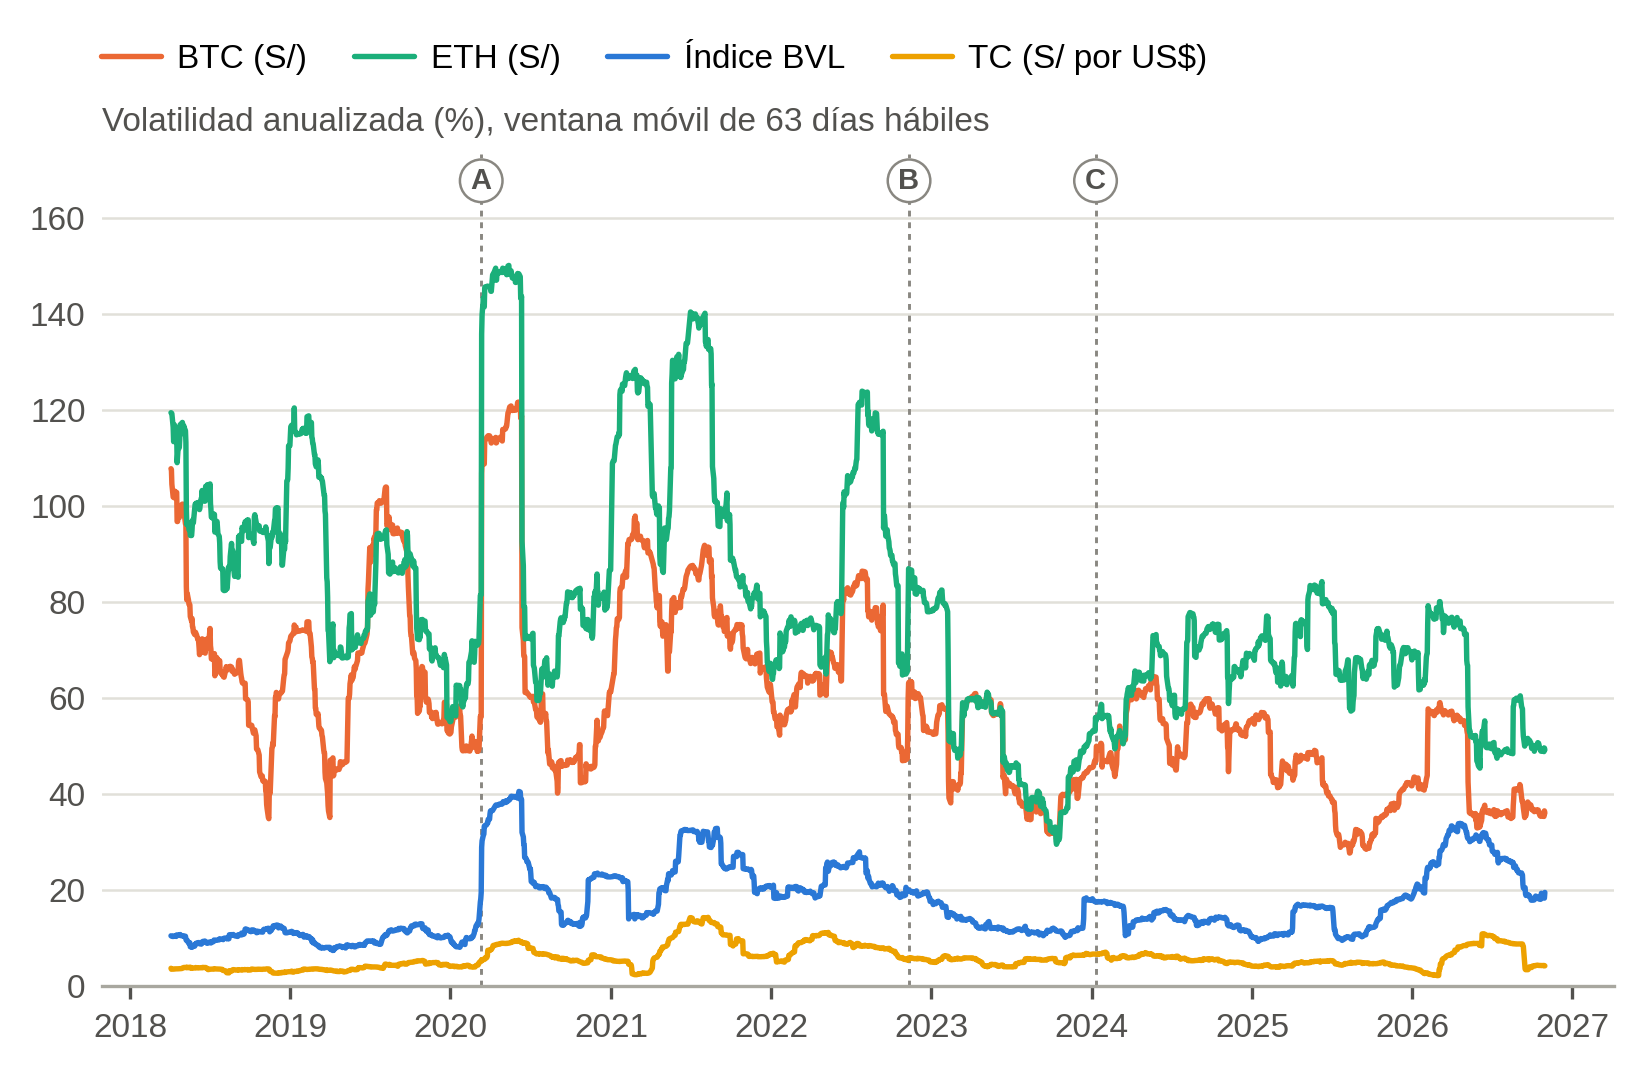 BTC (S/) ETH (S/) Índice BVL TC (S/ por US$)
Volatilidad anualizada (%), ventana móvil de 63 días hábiles
A B C
160
140
120
100
80
60
40
20
0
2018 2019 2020 2021 2022 2023 2024 2025 2026 2027